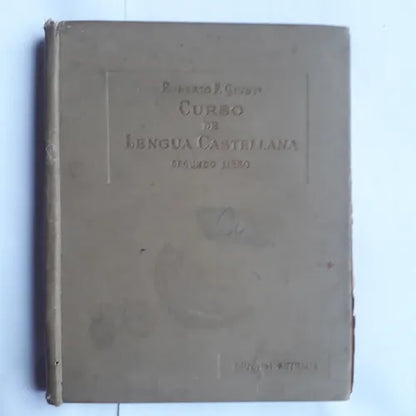 ROBERTO F. GIUSTI
CURSO
DE
LENGUA CASTELLANA
SEGUNDO LIBRO